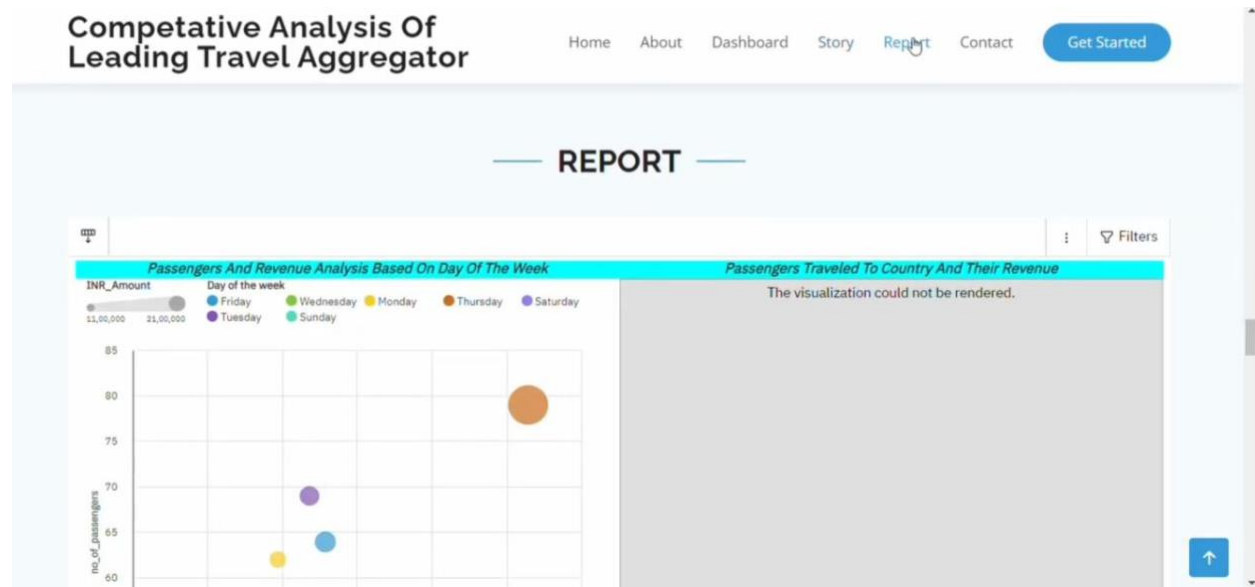 Competative Analysis Of
Leading Travel Aggregator
Home About Dashboard Story Report Contact Get Started
REPORT
Filters
Passengers And Revenue Analysis Based On Day Of The Week
Passengers Traveled To Country And Their Revenue
INR_Amount
11,00,000 21,00,000
Day of the week
Friday Wednesday Monday Thursday Saturday
Tuesday Sunday
The visualization could not be rendered.
85
80
75
70
65
60
no_of_passengers